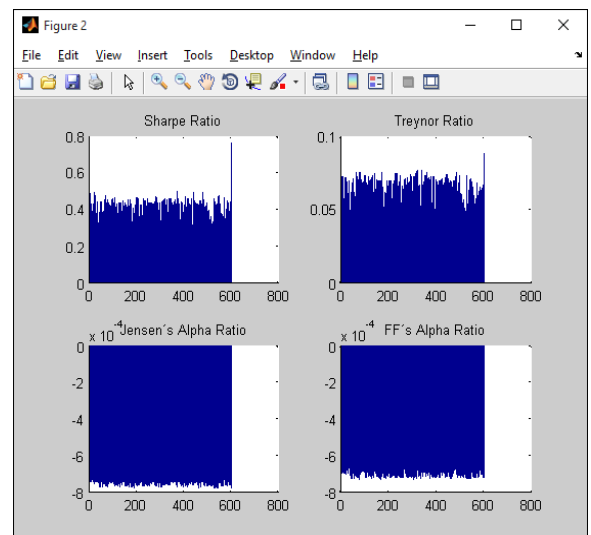 Figure 2
File Edit View Insert Tools Desktop Window Help
Sharpe Ratio
0.8
0.6
0.4
0.2
0
0 200 400 600 800
Treynor Ratio
0.1
0.05
0
0 200 400 600 800
x 10-4
Jensen´s Alpha Ratio
0
-2
-4
-6
-8
0 200 400 600 800
x 10-4
FF´s Alpha Ratio
0
-2
-4
-6
-8
0 200 400 600 800